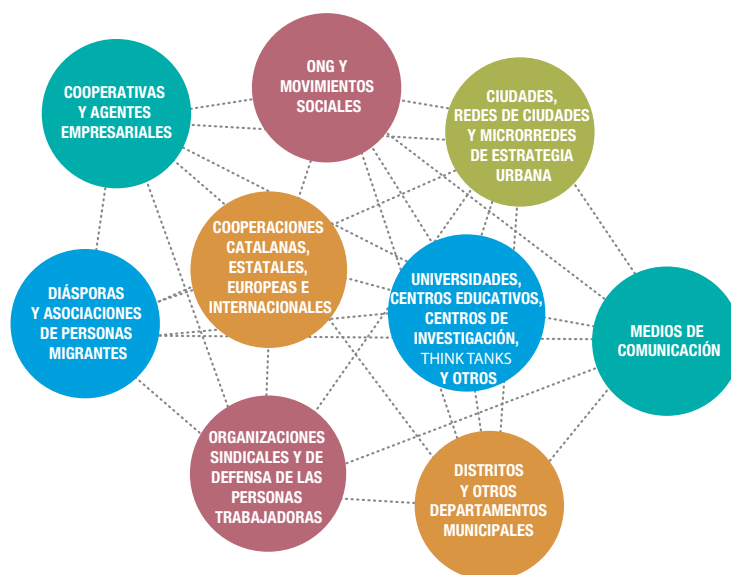 COOPERATIVAS
Y AGENTES
EMPRESARIALES
ONG Y
MOVIMIENTOS
SOCIALES
CIUDADES,
REDES DE CIUDADES
Y MICRORREDES
DE ESTRATEGIA
URBANA
COOPERACIONES
CATALANAS,
ESTATALES,
EUROPEAS E
INTERNACIONALES
DIÁSPORAS
Y ASOCIACIONES
DE PERSONAS
MIGRANTES
UNIVERSIDADES,
CENTROS EDUCATIVOS,
CENTROS DE
INVESTIGACIÓN,
THINK TANKS
Y OTROS
MEDIOS DE
COMUNICACIÓN
ORGANIZACIONES
SINDICALES Y DE
DEFENSA DE LAS
PERSONAS
TRABAJADORAS
DISTRITOS
Y OTROS
DEPARTAMENTOS
MUNICIPALES